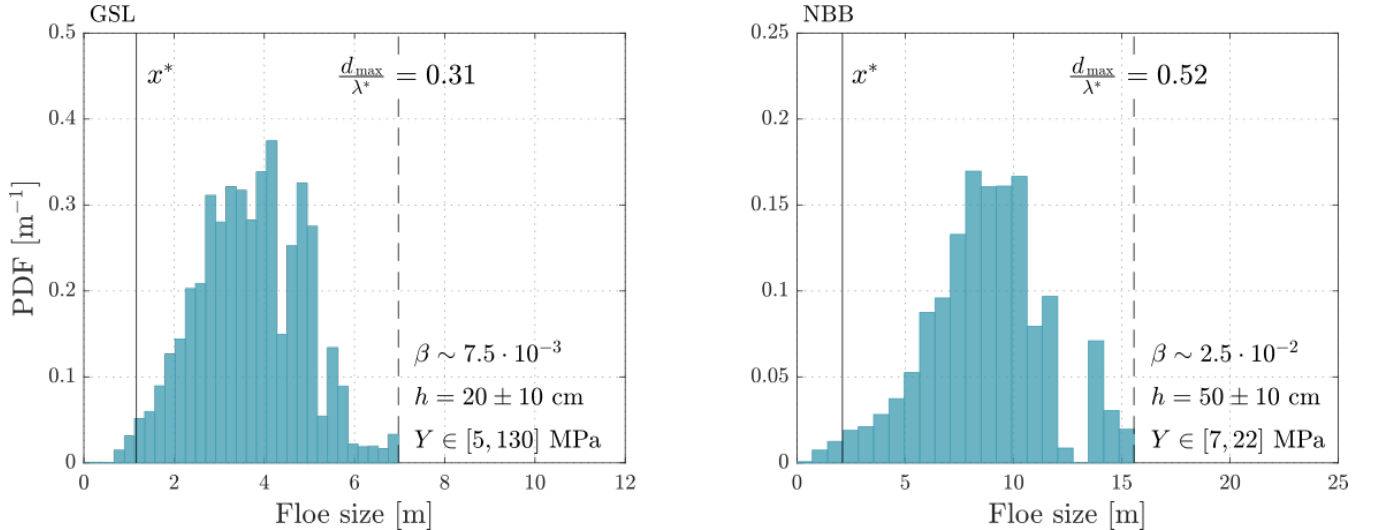 GSL
PDF [m⁻¹]
0.5
0.4
0.3
0.2
0.1
0
x*
d_max/λ* = 0.31
β ∼ 7.5 · 10⁻³
h = 20 ± 10 cm
Y ∈ [5, 130] MPa
0 2 4 6 8 10 12
Floe size [m]
NBB
0.25
0.2
0.15
0.1
0.05
0
x*
d_max/λ* = 0.52
β ∼ 2.5 · 10⁻²
h = 50 ± 10 cm
Y ∈ [7, 22] MPa
0 5 10 15 20 25
Floe size [m]